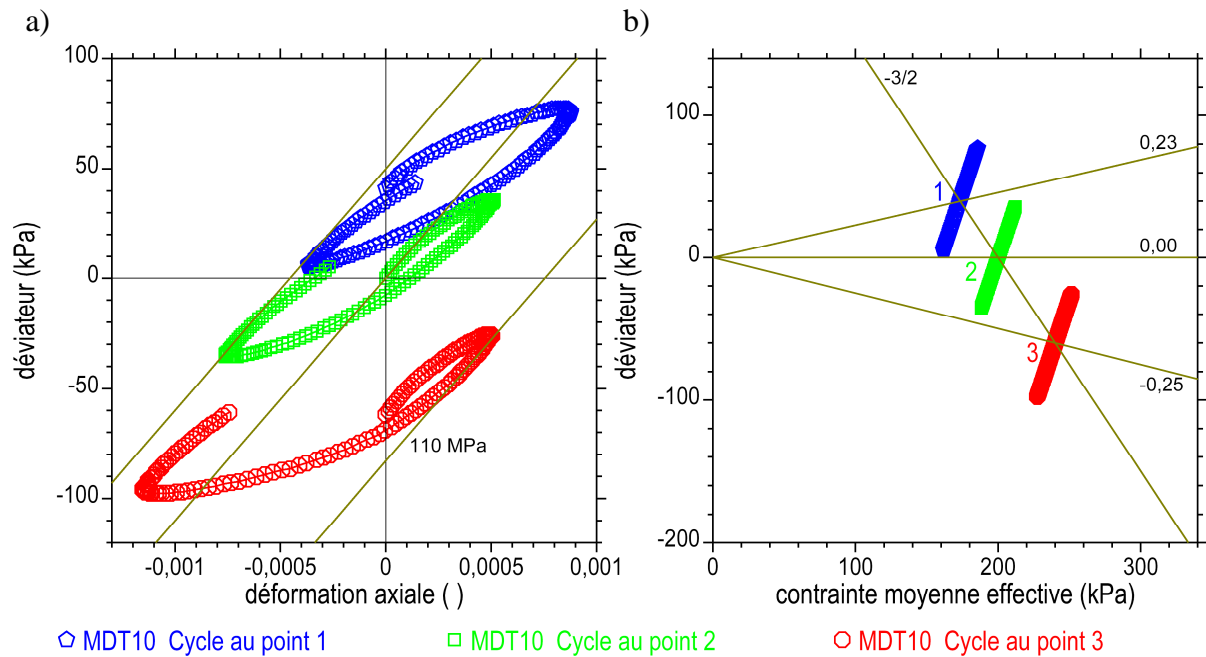 a)
b)
100
50
0
-50
-100
déviateur (kPa)
110 MPa
-0,001
-0,0005
0
0,0005
0,001
déformation axiale ( )
100
0
-100
-200
déviateur (kPa)
-3/2
0,23
0,00
-0,25
1
2
3
0
100
200
300
contrainte moyenne effective (kPa)
MDT10 Cycle au point 1
MDT10 Cycle au point 2
MDT10 Cycle au point 3